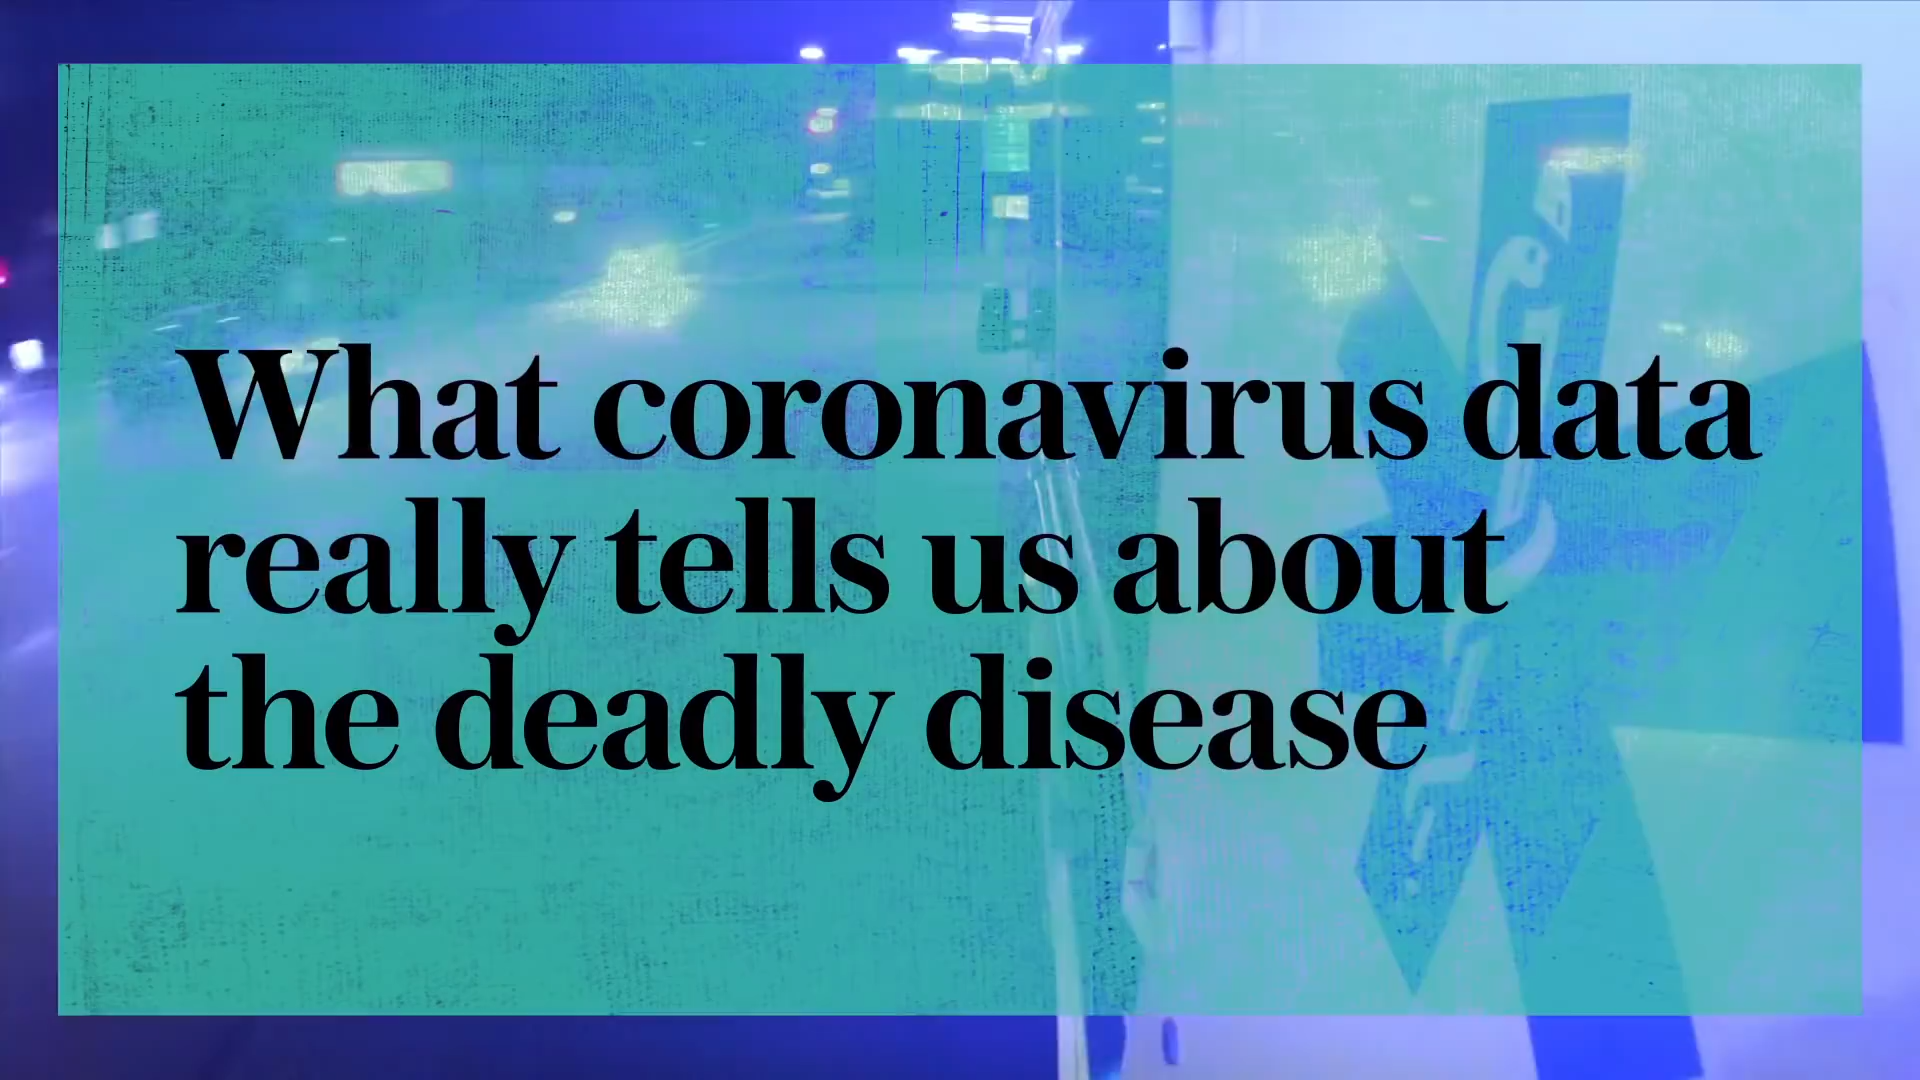 What coronavirus data
really tells us about
the deadly disease